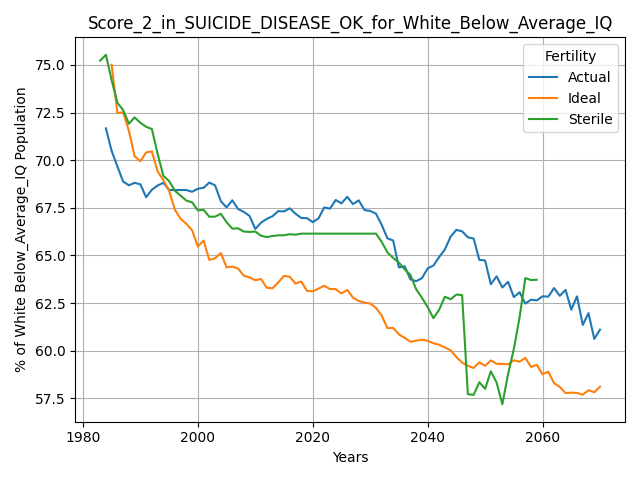 Score_2_in_SUICIDE_DISEASE_OK_for_White_Below_Average_IQ
% of White Below_Average_IQ Population
75.0
72.5
70.0
67.5
65.0
62.5
60.0
57.5
Fertility
Actual
Ideal
Sterile
1980
2000
2020
2040
2060
Years